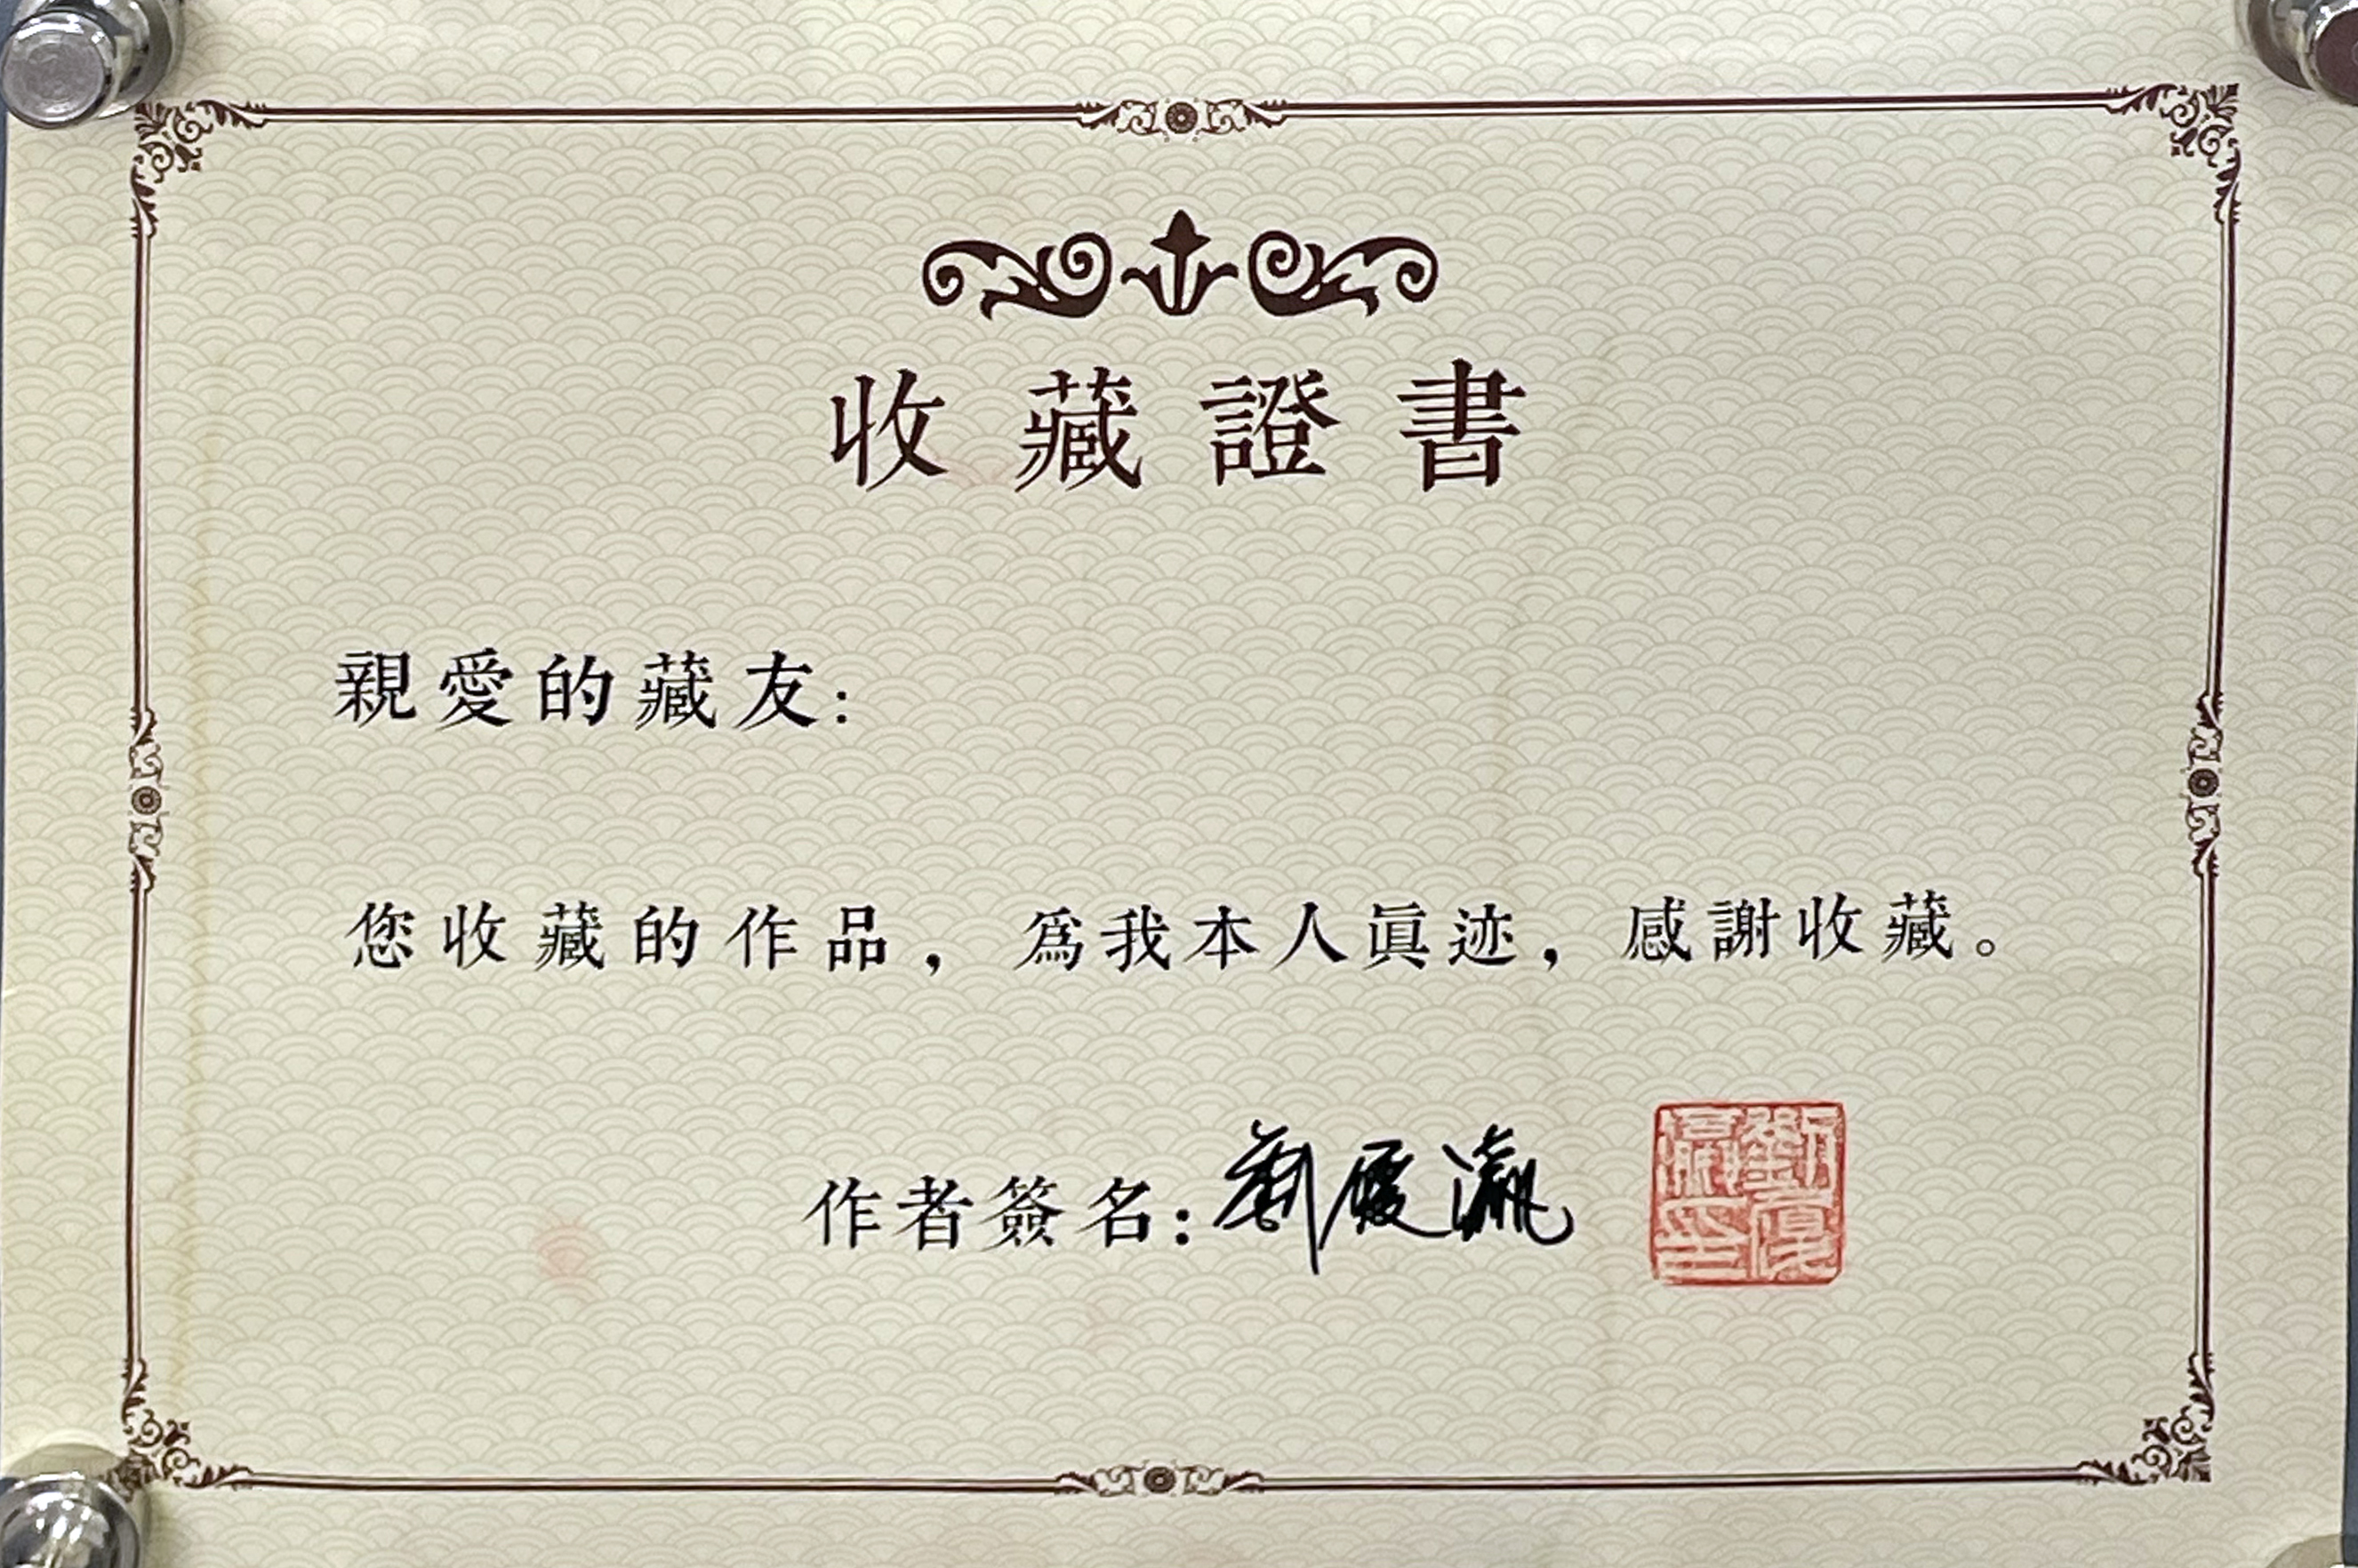 收藏證書
親愛的藏友:
您收藏的作品，爲我本人眞迹，感謝收藏。
作者簽名: